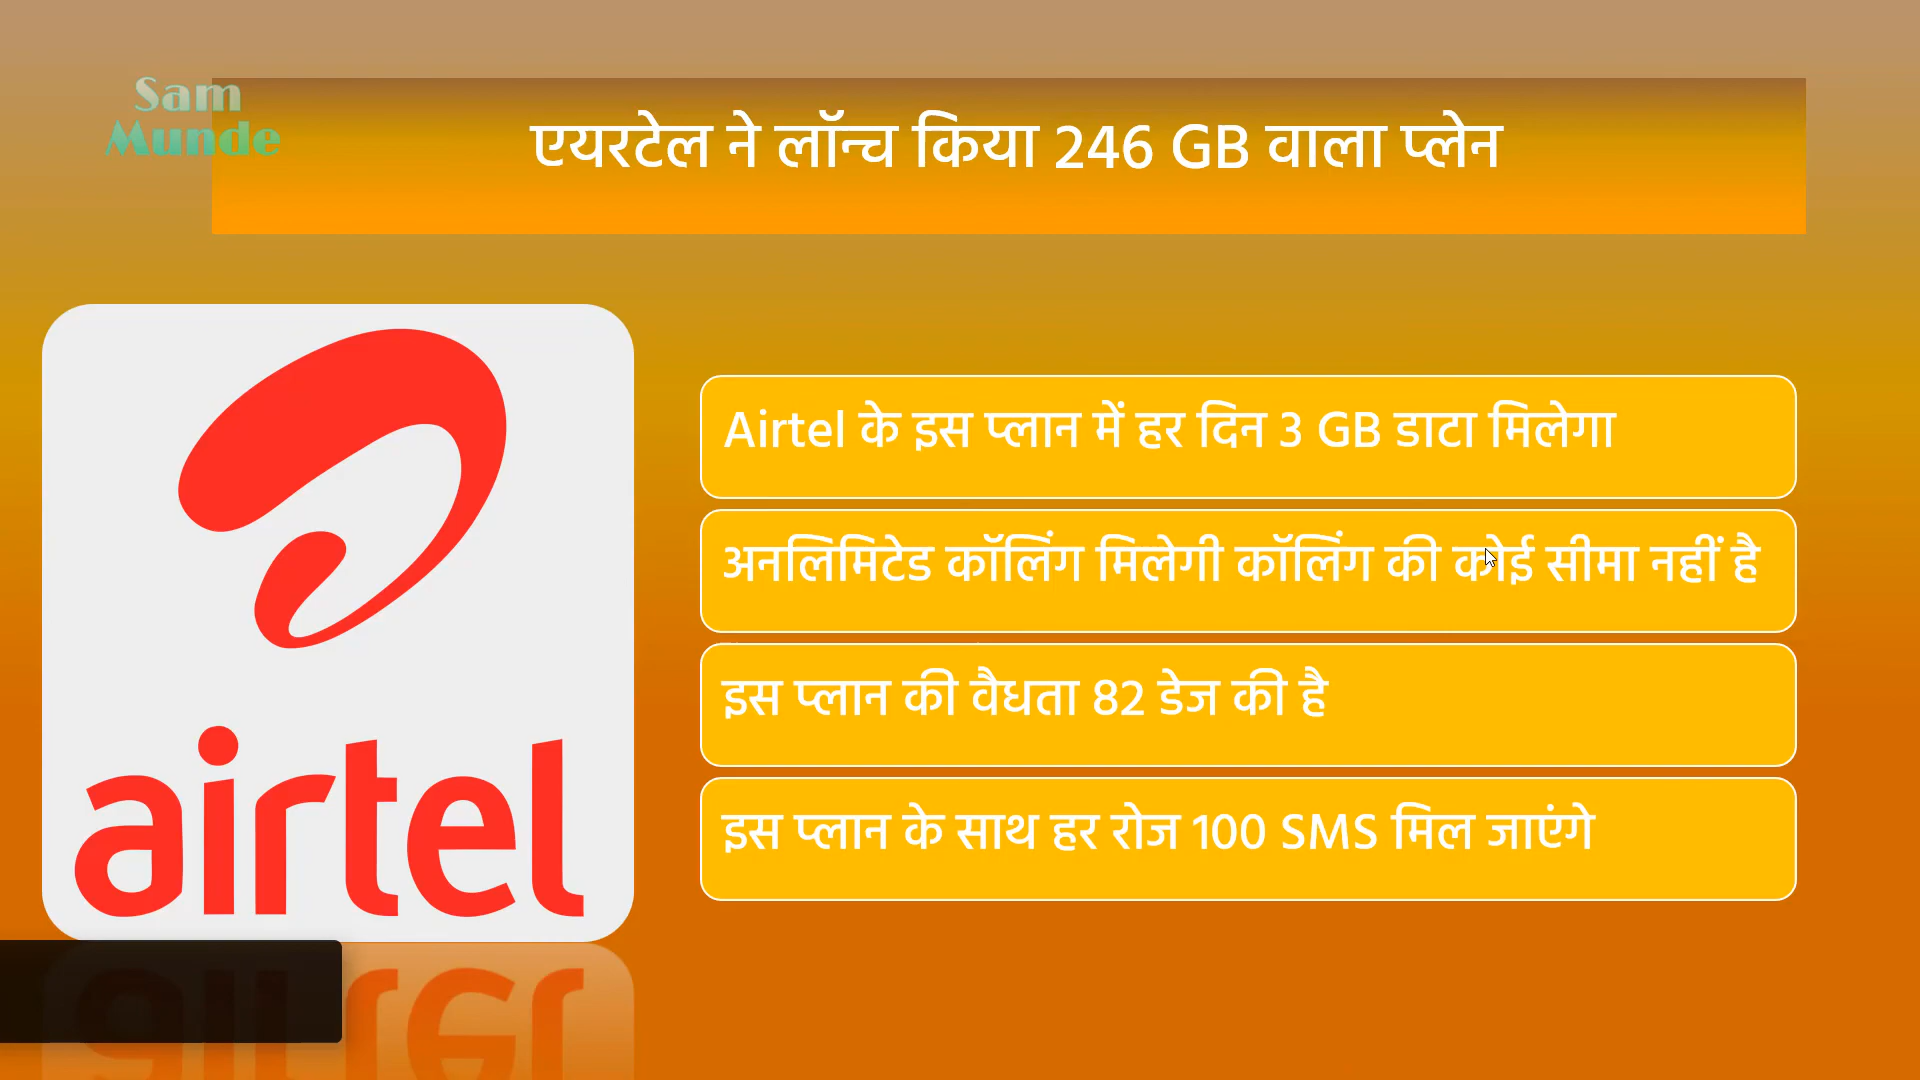 Sam
Munde
एयरटेल ने लॉन्च किया 246 GB वाला प्लेन
airtel
Airtel के इस प्लान में हर दिन 3 GB डाटा मिलेगा
अनलिमिटेड कॉलिंग मिलेगी कॉलिंग की कोई सीमा नहीं है
इस प्लान की वैधता 82 डेज की है
इस प्लान के साथ हर रोज 100 SMS मिल जाएंगे